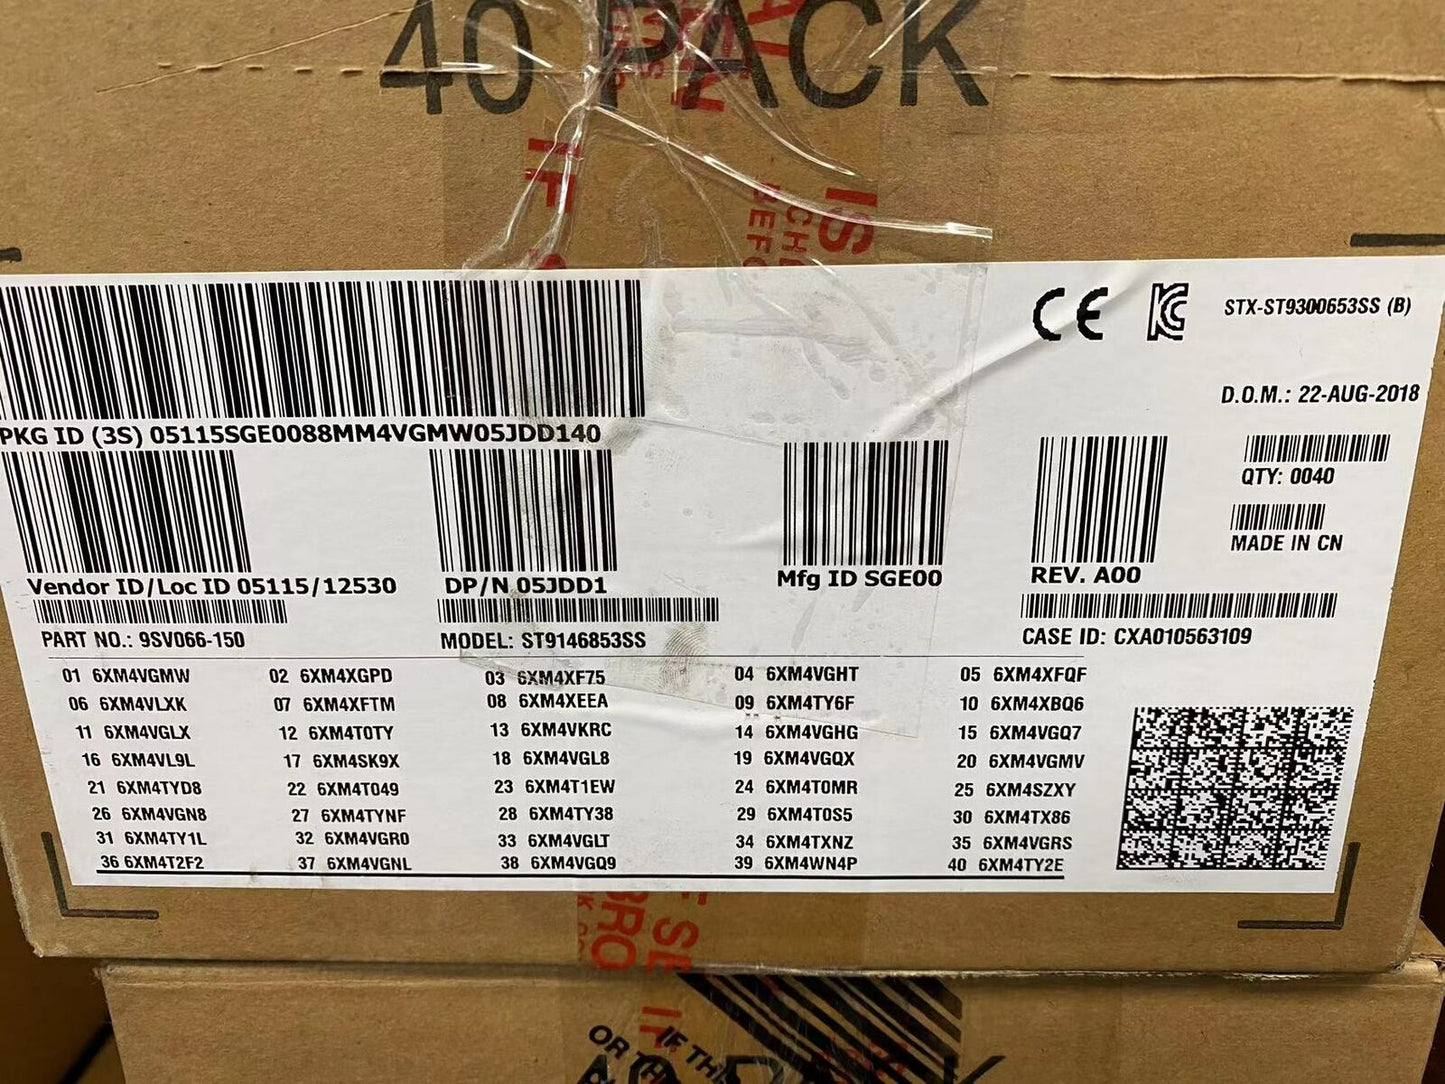 40 PACK
IF
IS
STX-ST9300653SS (B)
D.O.M.: 22-AUG-2018
PKG ID (3S) 05115SGE0088MM4VGMW05JDD140
QTY: 0040
MADE IN CN
Vendor ID/Loc ID 05115/12530 DP/N 05JDD1 Mfg ID SGE00 REV. A00
PART NO.: 9SV066-150 MODEL: ST9146853SS CASE ID: CXA010563109
01 6XM4VGMW 02 6XM4XGPD 03 6XM4XF75 04 6XM4VGHT 05 6XM4XFQF
06 6XM4VLXK 07 6XM4XFTM 08 6XM4XEEA 09 6XM4TY6F 10 6XM4XBQ6
11 6XM4VGLX 12 6XM4T0TY 13 6XM4VKRC 14 6XM4VGHG 15 6XM4VGQ7
16 6XM4VL9L 17 6XM4SK9X 18 6XM4VGL8 19 6XM4VGQX 20 6XM4VGMV
21 6XM4TYD8 22 6XM4T049 23 6XM4T1EW 24 6XM4T0MR 25 6XM4SZXY
26 6XM4VGN8 27 6XM4TYNF 28 6XM4TY38 29 6XM4T0S5 30 6XM4TX86
31 6XM4TY1L 32 6XM4VGR0 33 6XM4VGLT 34 6XM4TXNZ 35 6XM4VGRS
36 6XM4T2F2 37 6XM4VGNL 38 6XM4VGQ9 39 6XM4WN4P 40 6XM4TY2E
IF THI
OR TH